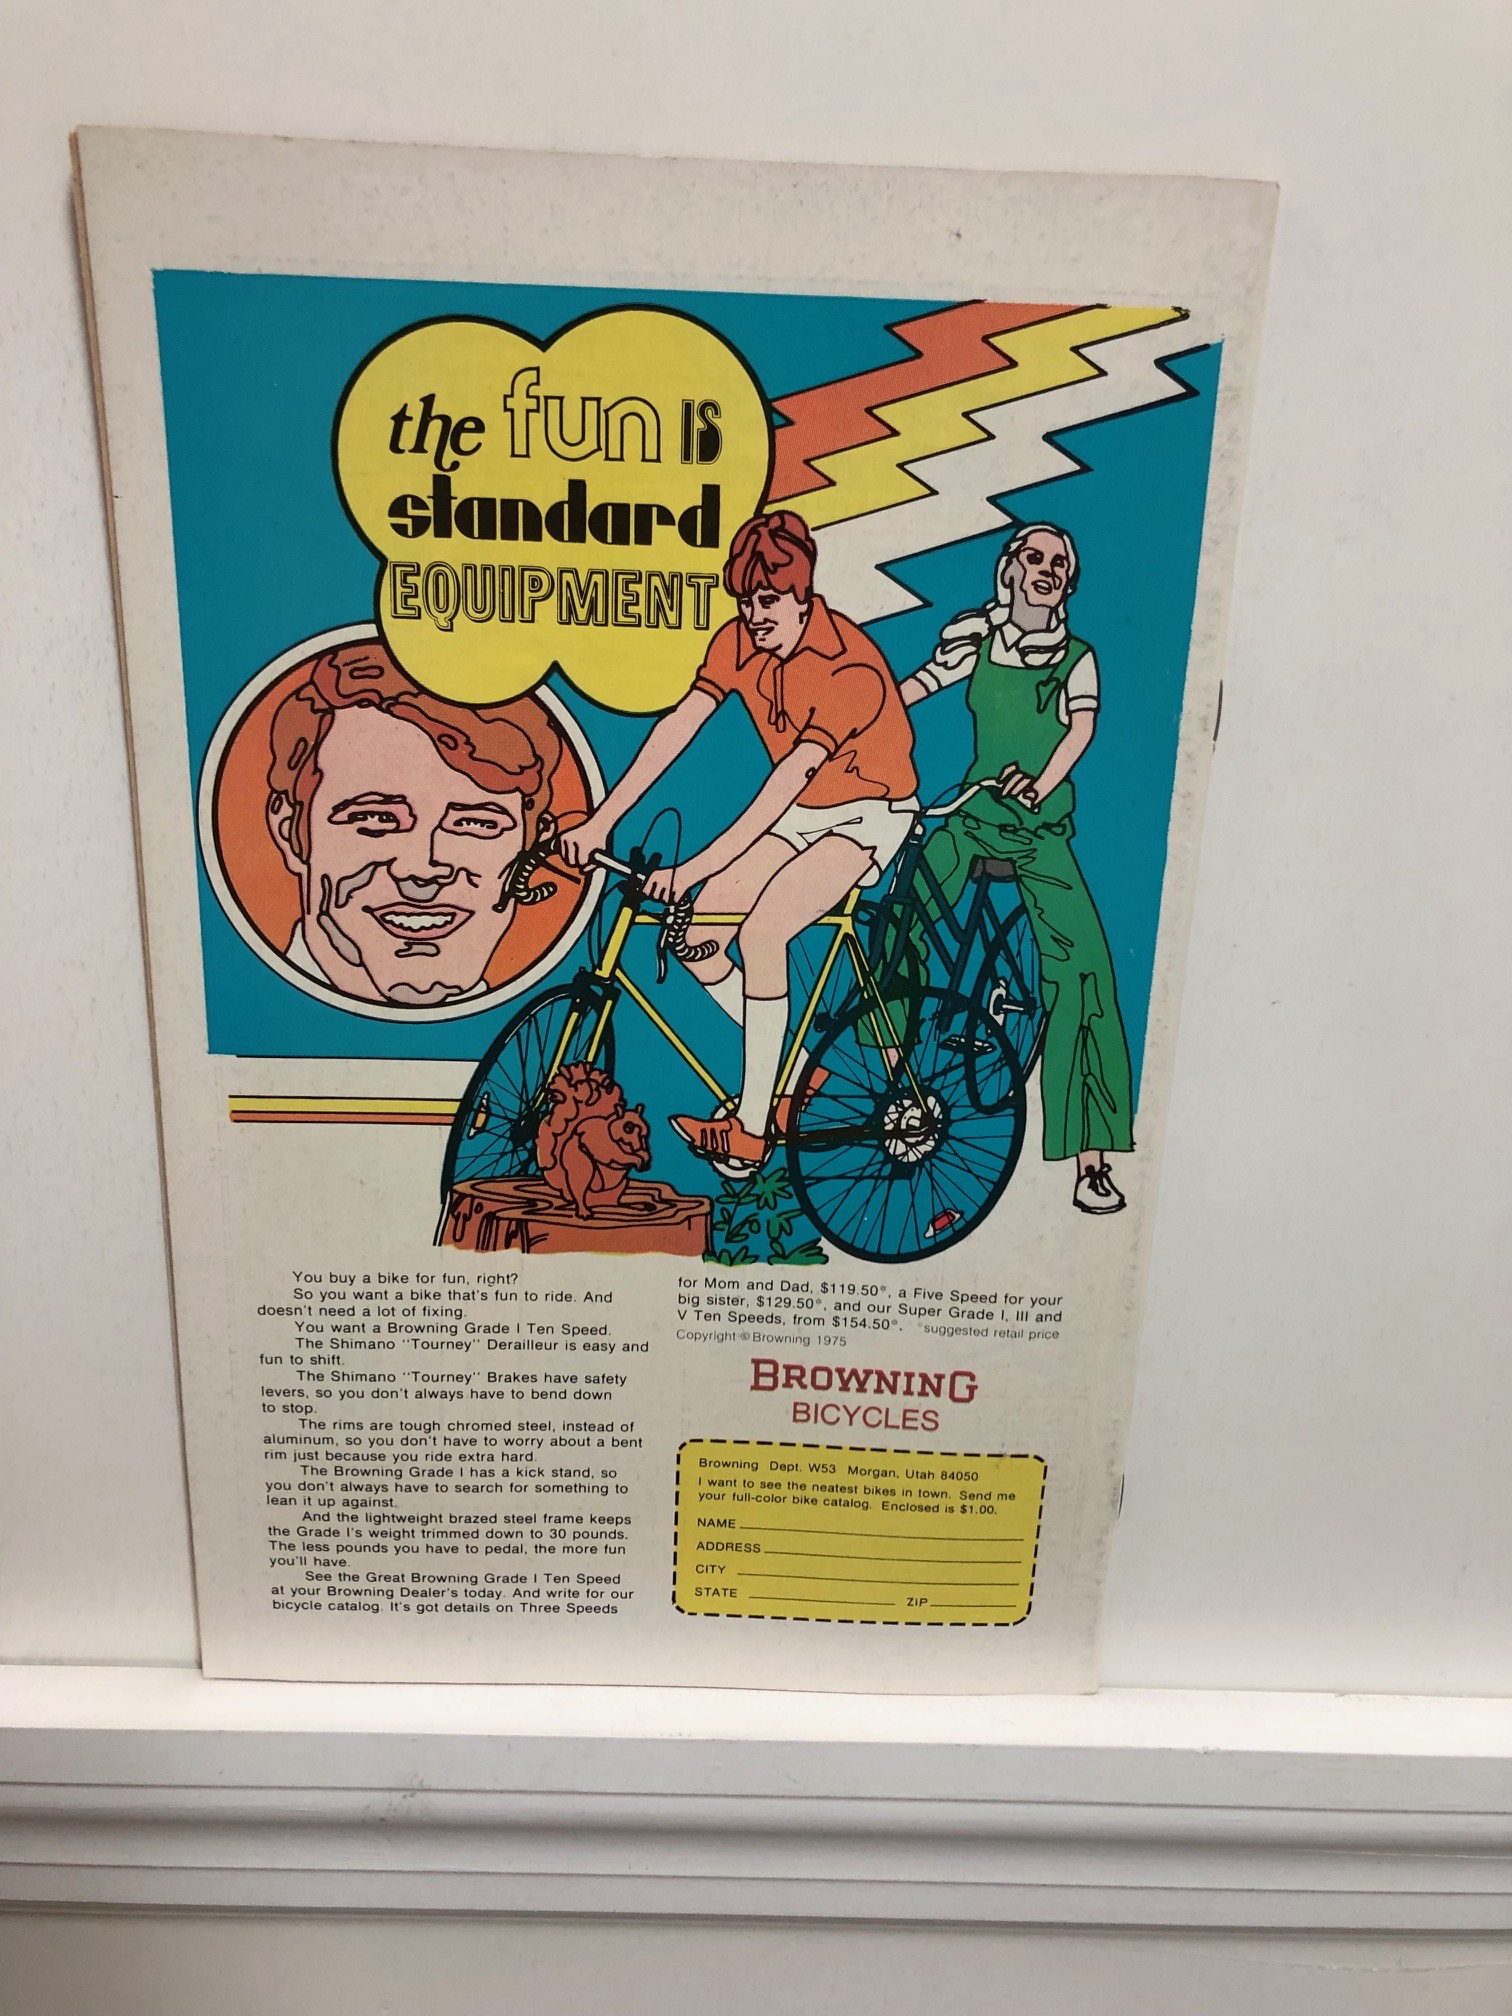 the fun IS
standard
EQUIPMENT
You buy a bike for fun, right?
So you want a bike that's fun to ride. And
doesn't need a lot of fixing.
You want a Browning Grade I Ten Speed.
The Shimano "Tourney" Derailleur is easy and
fun to shift.
The Shimano "Tourney" Brakes have safety
levers, so you don't always have to bend down
to stop.
The rims are tough chromed steel, instead of
aluminum, so you don't have to worry about a bent
rim just because you ride extra hard.
The Browning Grade I has a kick stand, so
you don't always have to search for something to
lean it up against.
And the lightweight brazed steel frame keeps
the Grade I's weight trimmed down to 30 pounds.
The less pounds you have to pedal, the more fun
you'll have.
See the Great Browning Grade I Ten Speed
at your Browning Dealer's today. And write for our
bicycle catalog. It's got details on Three Speeds
for Mom and Dad, $119.50*, a Five Speed for your
big sister, $129.50*, and our Super Grade I, III and
V Ten Speeds, from $154.50*. *suggested retail price
Copyright © Browning 1975
BROWNING
BICYCLES
Browning Dept. W53 Morgan, Utah 84050
I want to see the neatest bikes in town. Send me
your full-color bike catalog. Enclosed is $1.00.
NAME
ADDRESS
CITY
STATE ZIP